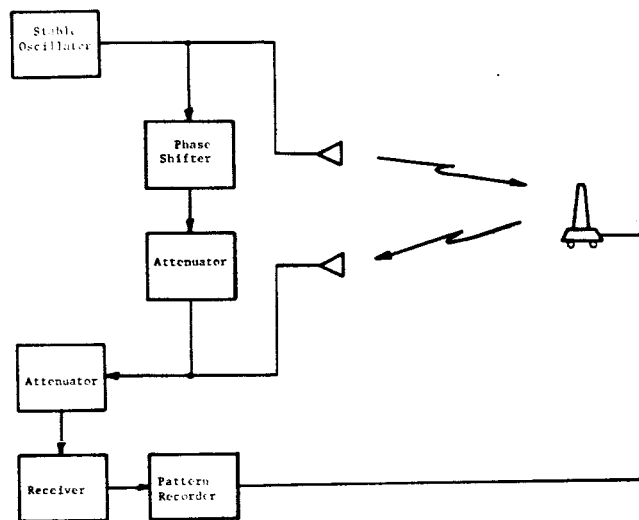 Stable
Oscillator
Phase
Shifter
Attenuator
Attenuator
Receiver
Pattern
Recorder